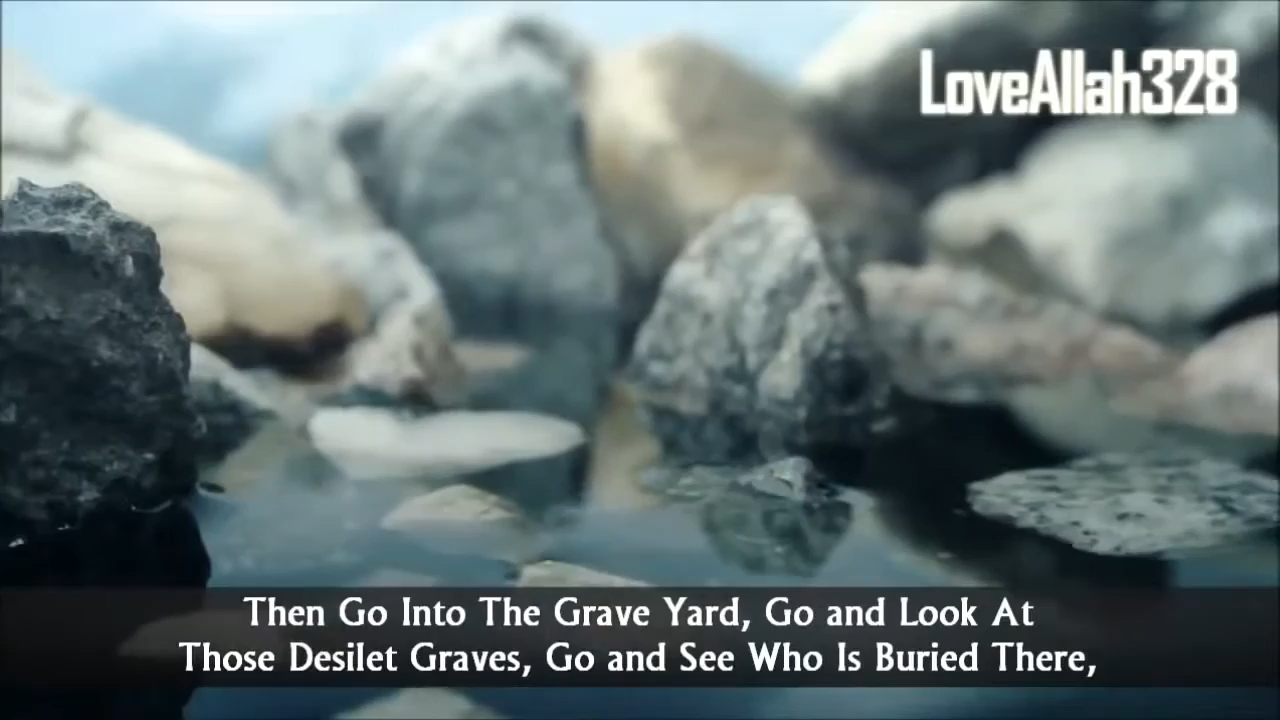 LoveAllah328
Then Go Into The Grave Yard, Go and Look At
Those Desilet Graves, Go and See Who Is Buried There,